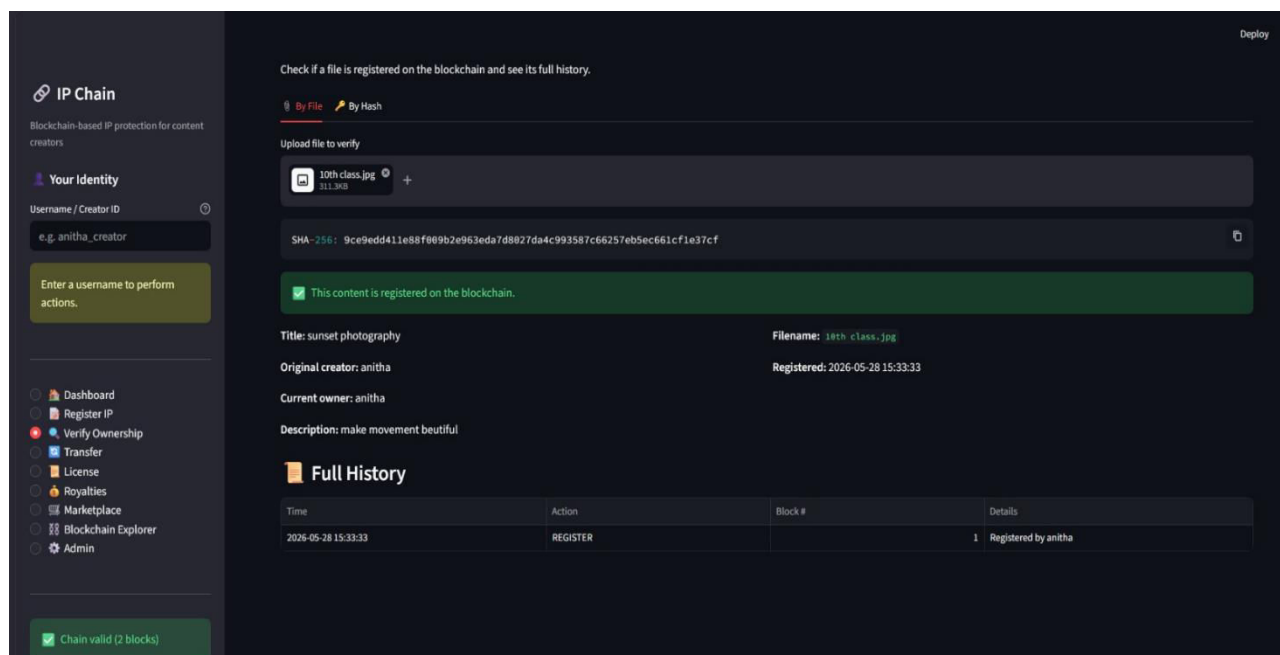 Deploy
IP Chain
Blockchain-based IP protection for content
creators
Your Identity
Username / Creator ID
e.g. anitha_creator
Enter a username to perform
actions.
Dashboard
Register IP
Verify Ownership
Transfer
License
Royalties
Marketplace
Blockchain Explorer
Admin
Chain valid (2 blocks)
Check if a file is registered on the blockchain and see its full history.
By File By Hash
Upload file to verify
10th class.jpg
311.3KB
SHA-256: 9ce9edd411e88f009b2e963eda7d8027da4c993587c66257eb5ec661cf1e37cf
This content is registered on the blockchain.
Title: sunset photography Filename: 10th class.jpg
Original creator: anitha Registered: 2026-05-28 15:33:33
Current owner: anitha
Description: make movement beutiful
Full History
Time Action Block # Details
2026-05-28 15:33:33 REGISTER 1 Registered by anitha